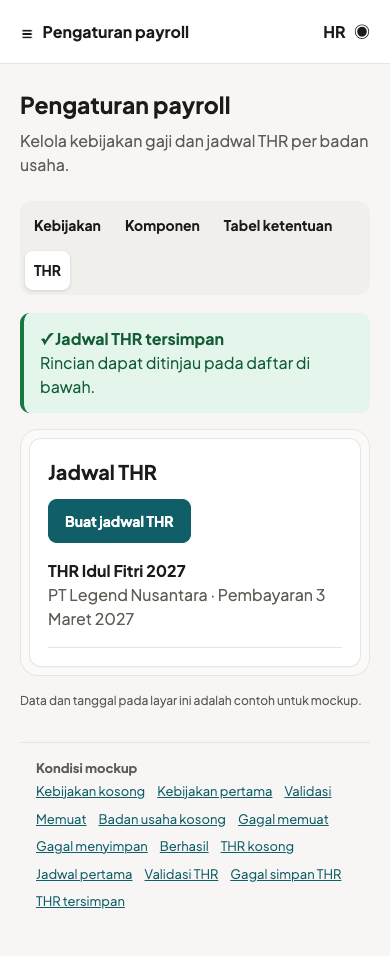 ≡ Pengaturan payroll HR ◉
Pengaturan payroll
Kelola kebijakan gaji dan jadwal THR per badan
usaha.
Kebijakan Komponen Tabel ketentuan
THR
✓Jadwal THR tersimpan
Rincian dapat ditinjau pada daftar di
bawah.
Jadwal THR
Buat jadwal THR
THR Idul Fitri 2027
PT Legend Nusantara · Pembayaran 3
Maret 2027
Data dan tanggal pada layar ini adalah contoh untuk mockup.
Kondisi mockup
Kebijakan kosong Kebijakan pertama Validasi
Memuat Badan usaha kosong Gagal memuat
Gagal menyimpan Berhasil THR kosong
Jadwal pertama Validasi THR Gagal simpan THR
THR tersimpan